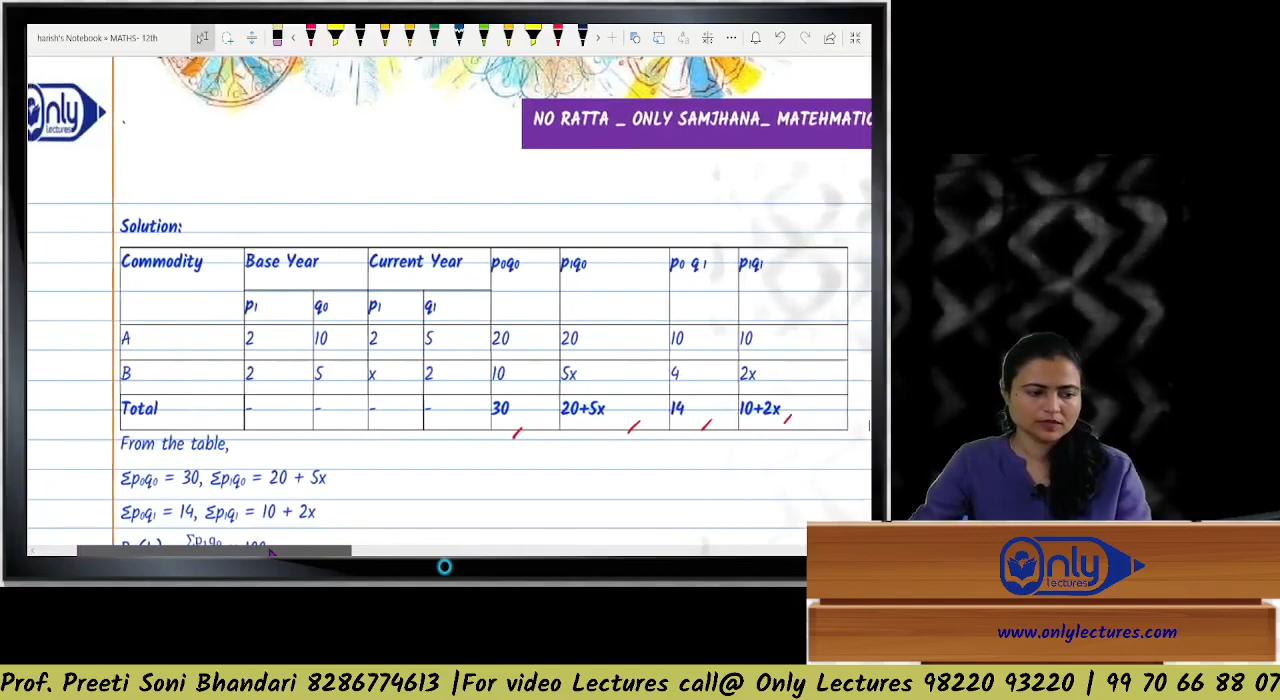 harish's Notebook » MATHS- 12th
Only
lectures
NO RATTA _ ONLY SAMJHANA_ MATEHMATIC
Solution:
Commodity Base Year Current Year p₀q₀ p₁q₀ p₀ q₁ p₁q₁
p₁ q₀ p₁ q₁
A 2 10 2 5 20 20 10 10
B 2 5 x 2 10 5x 4 2x
Total - - - - 30 20+5x 14 10+2x
From the table,
Σp₀q₀ = 30, Σp₁q₀ = 20 + 5x
Σp₀q₁ = 14, Σp₁q₁ = 10 + 2x
Σp₁q₀
Only
lectures
www.onlylectures.com
Prof. Preeti Soni Bhandari 8286774613 |For video Lectures call@ Only Lectures 98220 93220 | 99 70 66 88 07